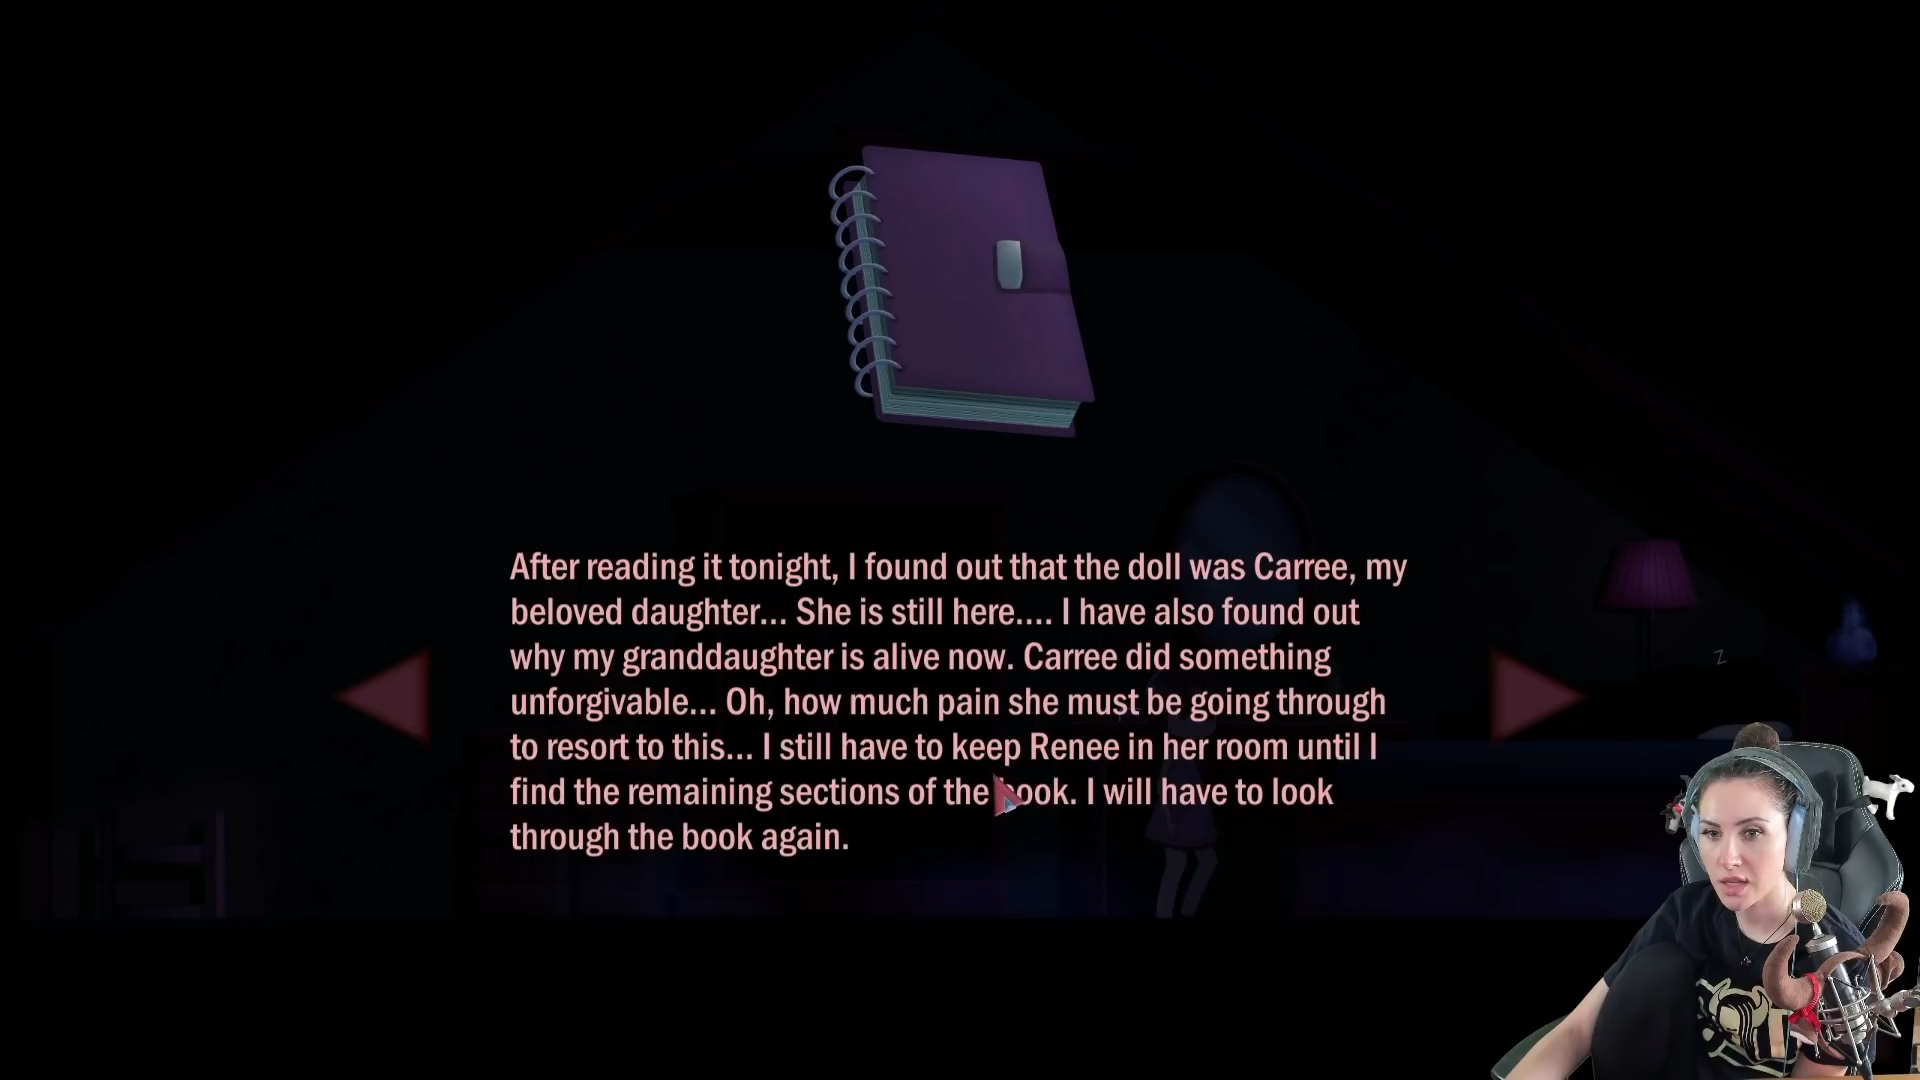 After reading it tonight, I found out that the doll was Carree, my
beloved daughter... She is still here.... I have also found out
why my granddaughter is alive now. Carree did something
unforgivable... Oh, how much pain she must be going through
to resort to this... I still have to keep Renee in her room until I
find the remaining sections of the book. I will have to look
through the book again.
z